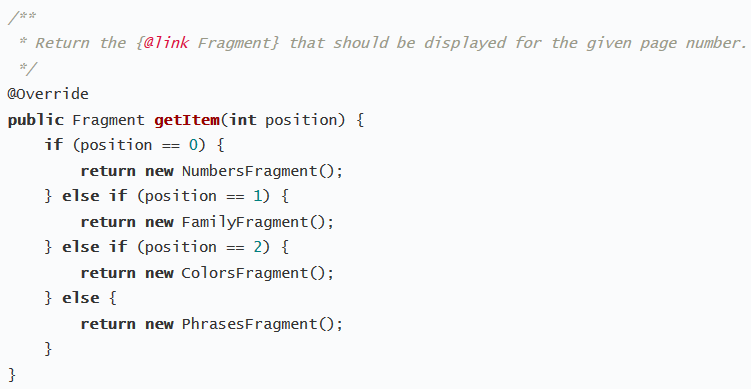 /**
 * Return the {@link Fragment} that should be displayed for the given page number.
 */
@Override
public Fragment getItem(int position) {
    if (position == 0) {
        return new NumbersFragment();
    } else if (position == 1) {
        return new FamilyFragment();
    } else if (position == 2) {
        return new ColorsFragment();
    } else {
        return new PhrasesFragment();
    }
}